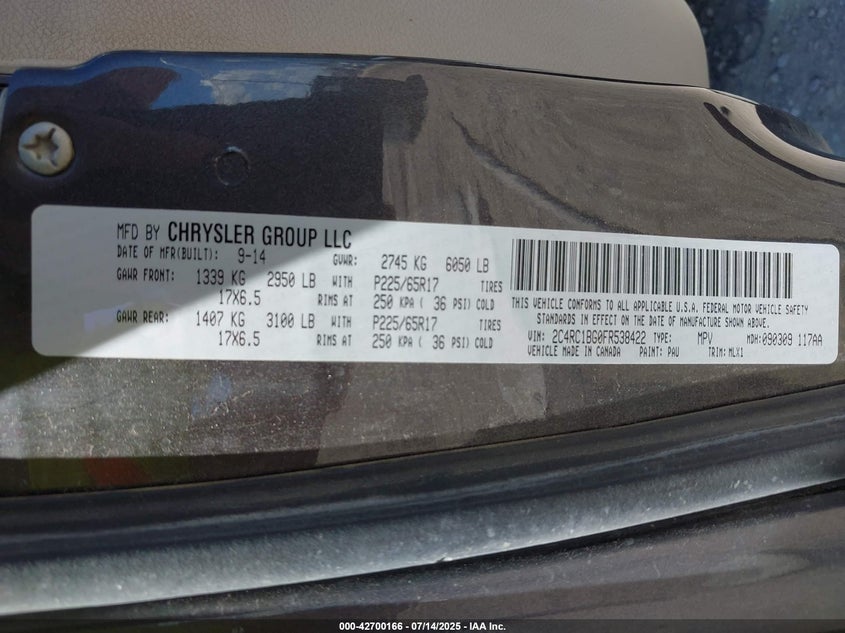 MFD BY CHRYSLER GROUP LLC
DATE OF MFR(BUILT): 9-14 GVWR: 2745 KG 6050 LB
GAWR FRONT: 1339 KG 2950 LB WITH P225/65R17 TIRES
17X6.5 RIMS AT 250 KPA ( 36 PSI) COLD
GAWR REAR: 1407 KG 3100 LB WITH P225/65R17 TIRES
17X6.5 RIMS AT 250 KPA ( 36 PSI) COLD
THIS VEHICLE CONFORMS TO ALL APPLICABLE U.S.A. FEDERAL MOTOR VEHICLE SAFETY
STANDARDS IN EFFECT ON THE DATE OF MANUFACTURE SHOWN ABOVE.
VIN: 2C4RC1BG0FR538422 TYPE: MPV MDH: 090309 117AA
VEHICLE MADE IN CANADA PAINT: PAU TRIM: MLX1
000-42700166 - 07/14/2025 - IAA Inc.